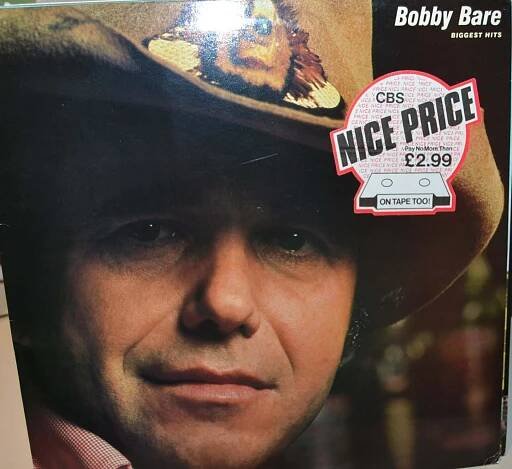 Bobby Bare
BIGGEST HITS
CBS
NICE PRICE
Pay No More Than
£2.99
ON TAPE TOO!